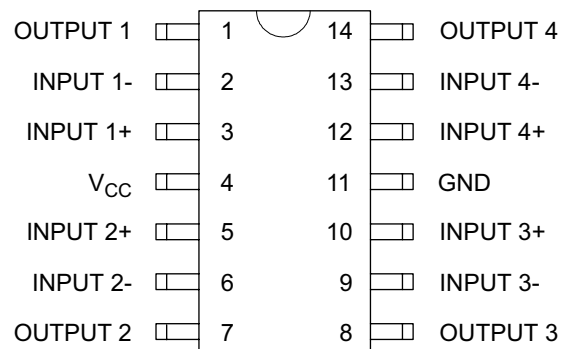 OUTPUT 1 1 14 OUTPUT 4
INPUT 1- 2 13 INPUT 4-
INPUT 1+ 3 12 INPUT 4+
VCC 4 11 GND
INPUT 2+ 5 10 INPUT 3+
INPUT 2- 6 9 INPUT 3-
OUTPUT 2 7 8 OUTPUT 3